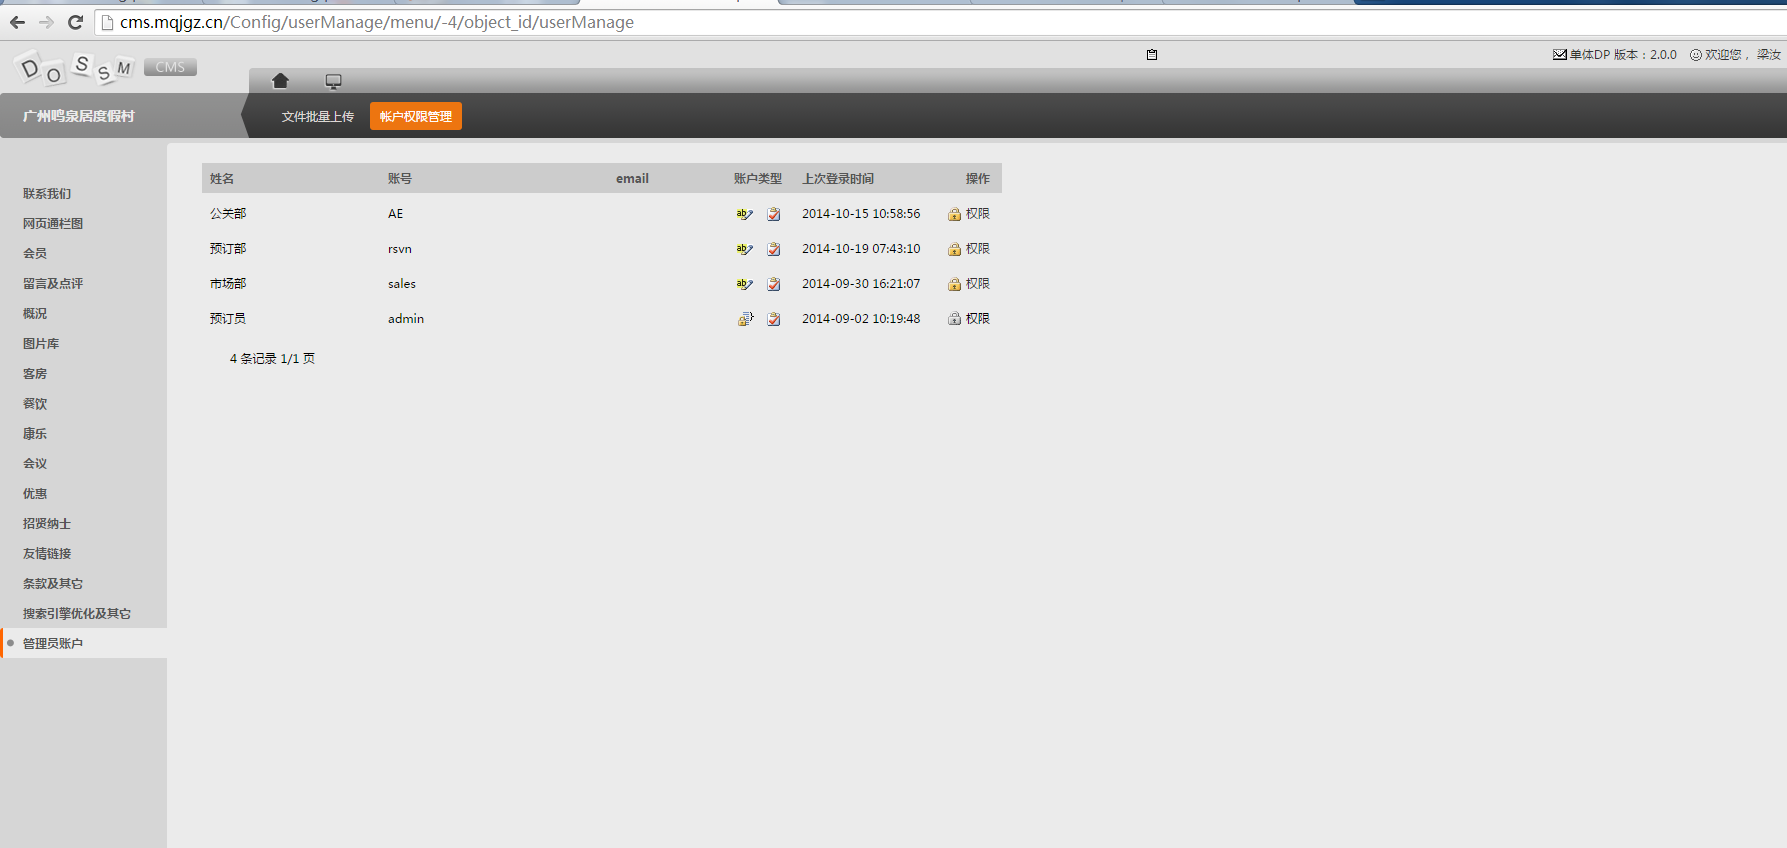 cms.mqjgz.cn/Config/userManage/menu/-4/object_id/userManage
DOSSM CMS
单体DP 版本：2.0.0 欢迎您， 梁汝
广州鸣泉居度假村
文件批量上传 帐户权限管理
联系我们
网页通栏图
会员
留言及点评
概况
图片库
客房
餐饮
康乐
会议
优惠
招贤纳士
友情链接
条款及其它
搜索引擎优化及其它
管理员账户
姓名 账号 email 账户类型 上次登录时间 操作
公关部 AE 2014-10-15 10:58:56 权限
预订部 rsvn 2014-10-19 07:43:10 权限
市场部 sales 2014-09-30 16:21:07 权限
预订员 admin 2014-09-02 10:19:48 权限
4 条记录 1/1 页